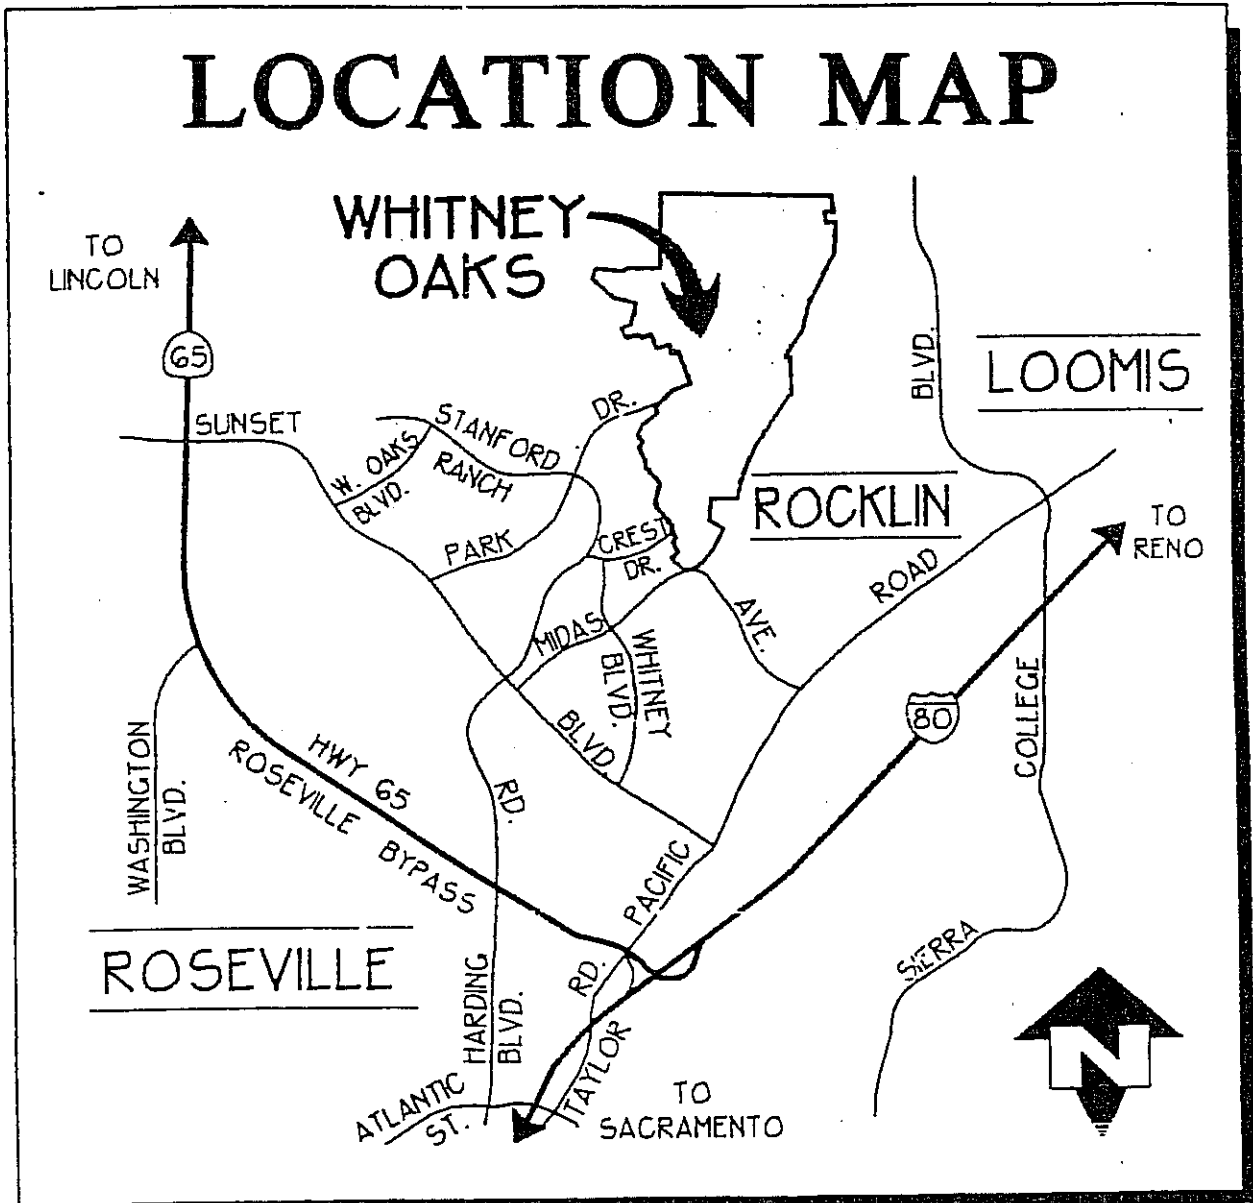 LOCATION MAP
WHITNEY
OAKS
TO
LINCOLN
65
BLVD.
LOOMIS
SUNSET
STANFORD
RANCH
DR.
W. OAKS
BLVD.
PARK
CREST
DR.
ROCKLIN
TO
RENO
ROAD
MIDAS
AVE.
WHITNEY
BLVD.
BLVD.
80
COLLEGE
WASHINGTON
BLVD.
HWY 65
ROSEVILLE BYPASS
RD.
PACIFIC
ROSEVILLE
HARDING
BLVD.
RD.
TAYLOR
SIERRA
ATLANTIC
ST.
TO
SACRAMENTO
N